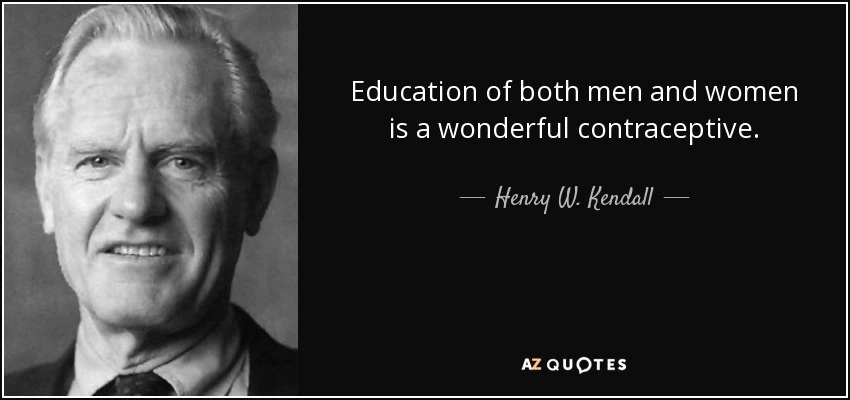 Education of both men and women
is a wonderful contraceptive.
Henry W. Kendall
AZ QUOTES